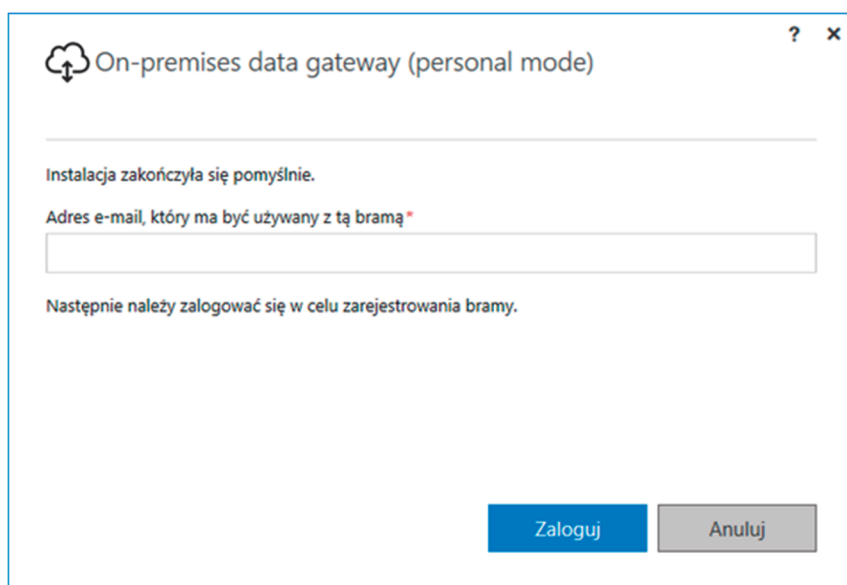 ? ×
On-premises data gateway (personal mode)
Instalacja zakończyła się pomyślnie.
Adres e-mail, który ma być używany z tą bramą*
Następnie należy zalogować się w celu zarejestrowania bramy.
Zaloguj Anuluj